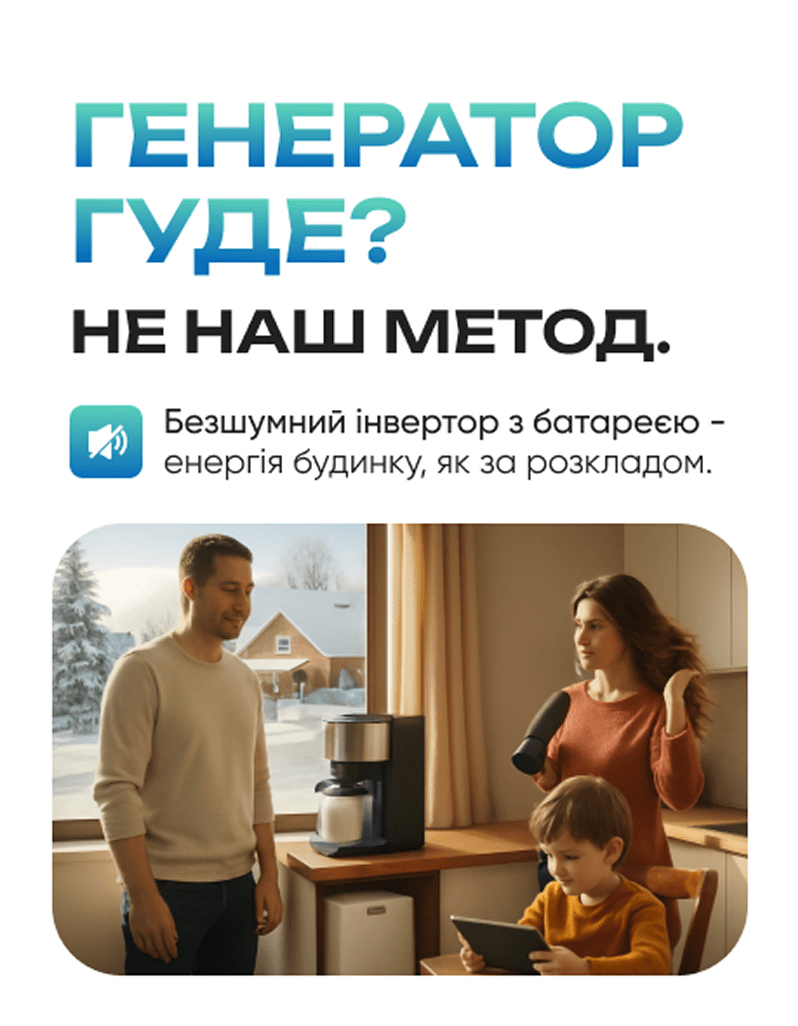 ГЕНЕРАТОР
ГУДЕ?
НЕ НАШ МЕТОД.
Безшумний інвертор з батареєю -
енергія будинку, як за розкладом.